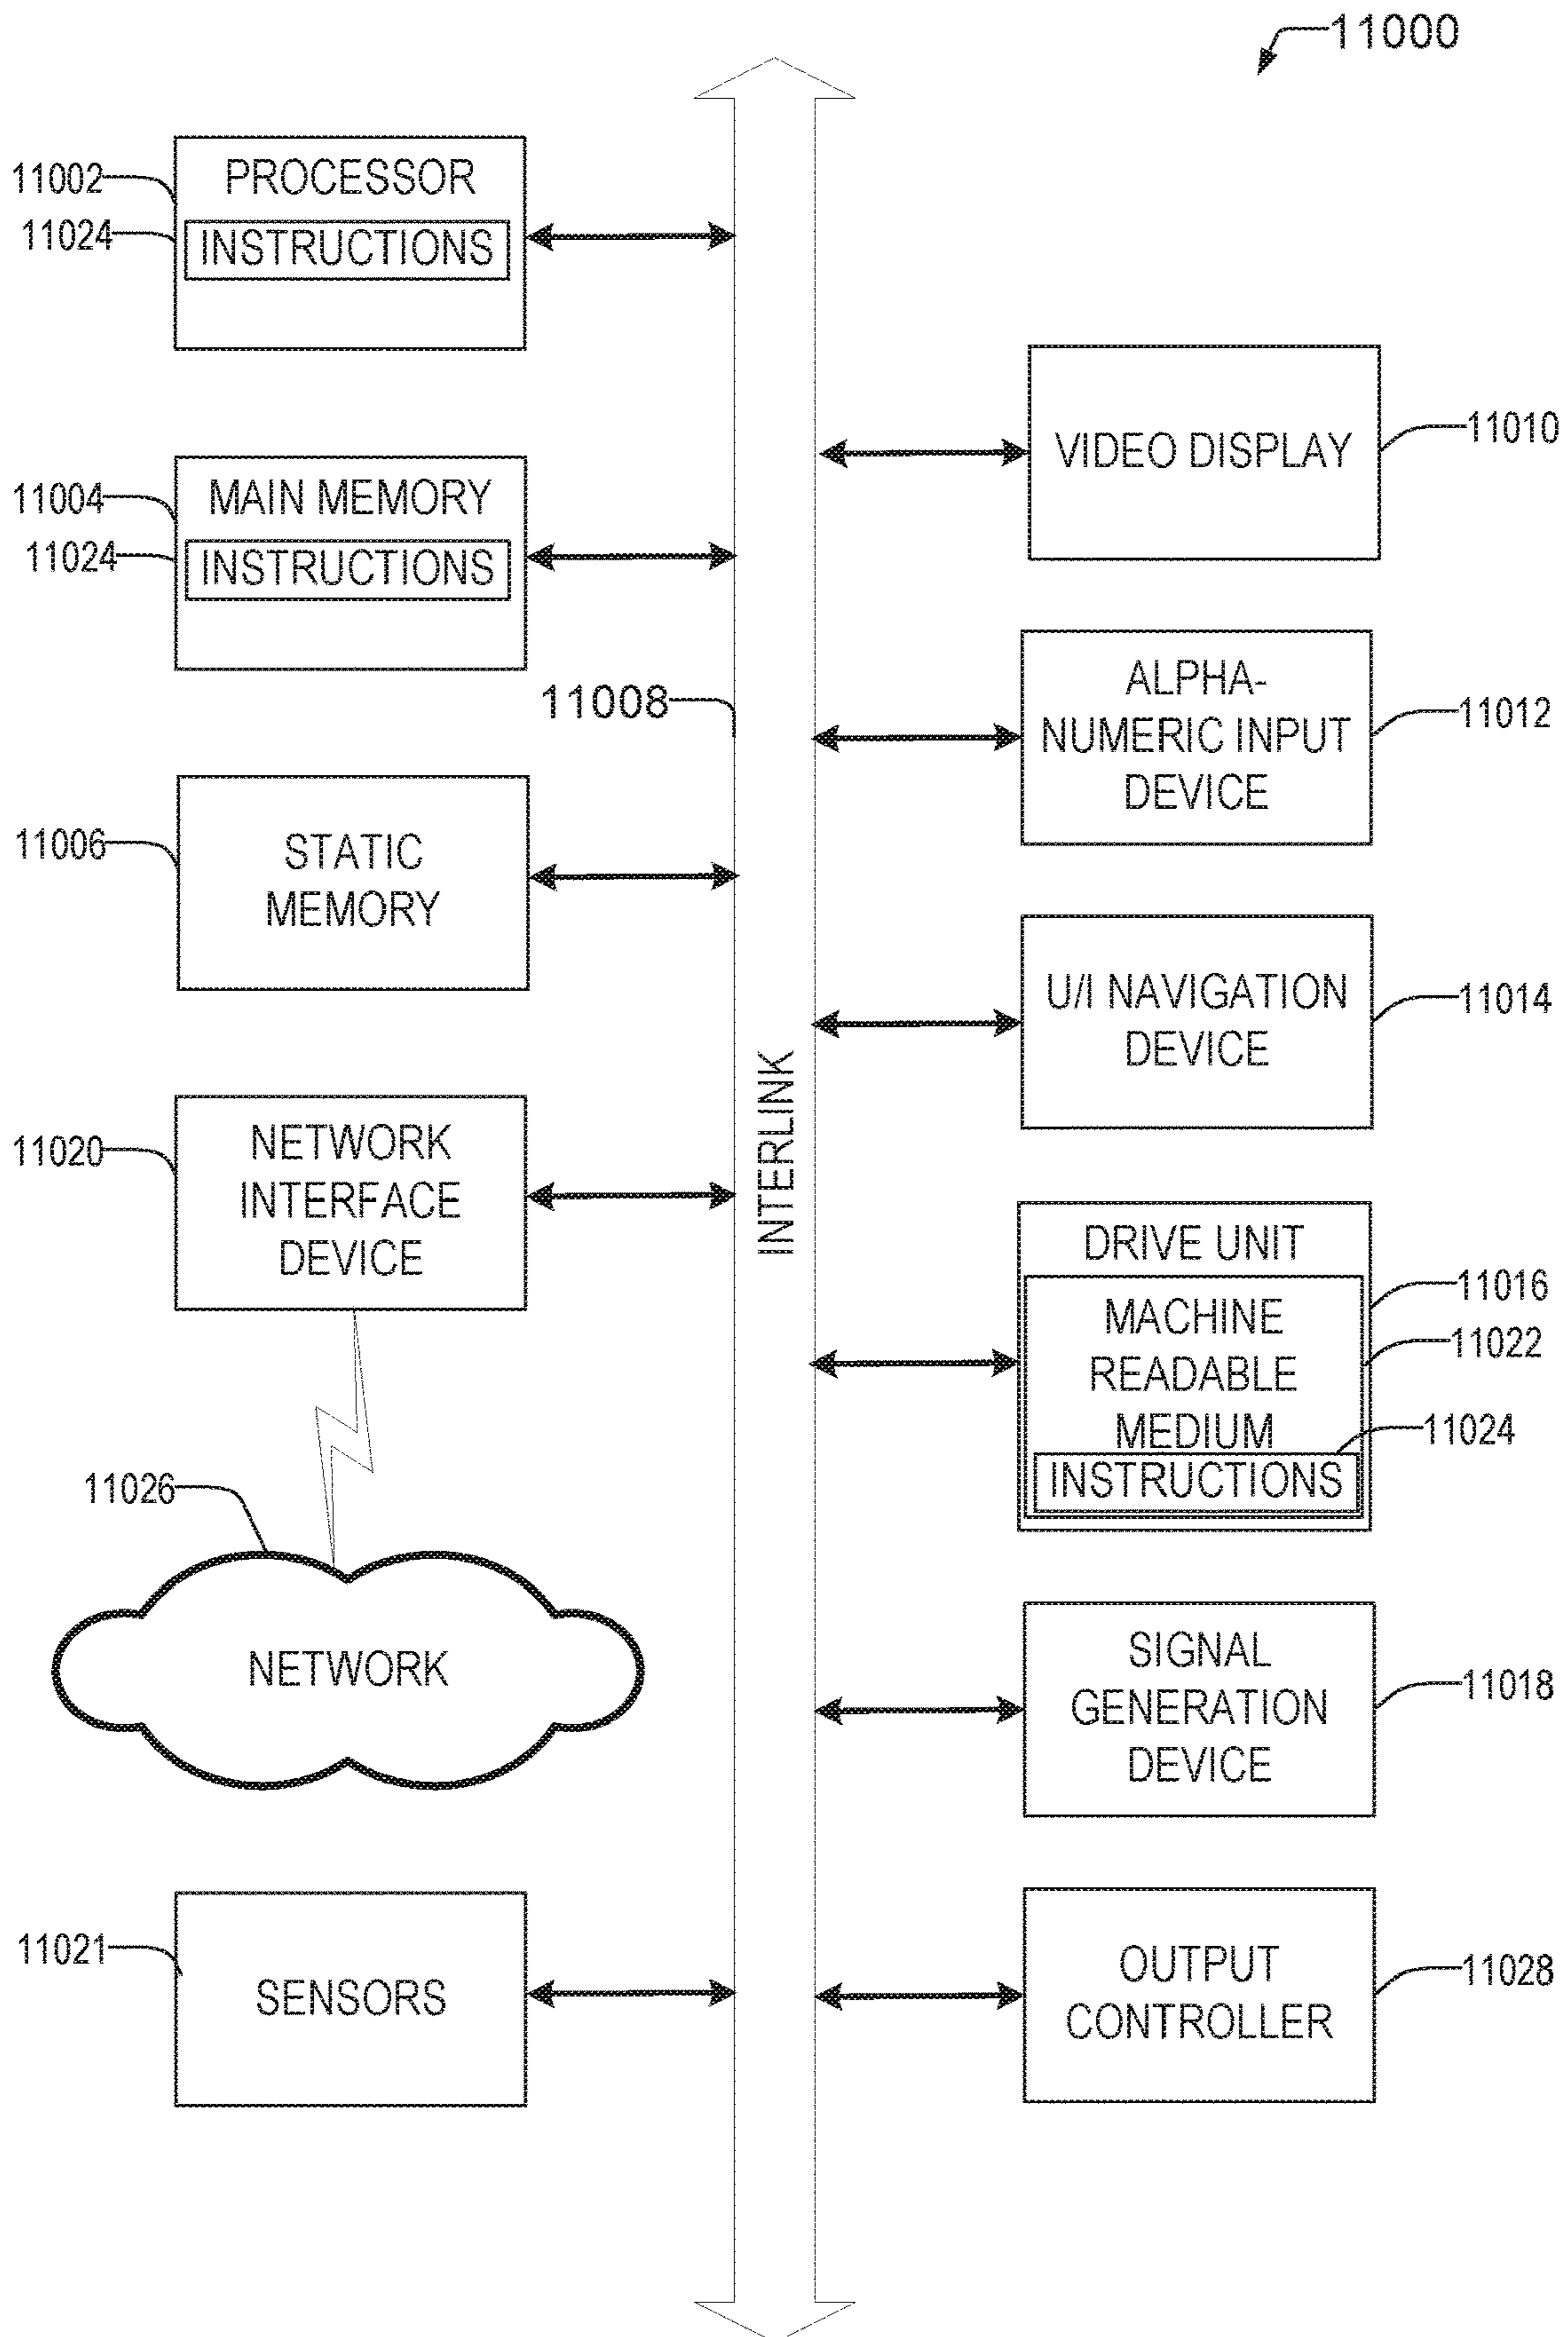 11000
11002
PROCESSOR
11024
INSTRUCTIONS
11004
MAIN MEMORY
11024
INSTRUCTIONS
11008
11006
STATIC
MEMORY
11020
NETWORK
INTERFACE
DEVICE
11026
NETWORK
11021
SENSORS
INTERLINK
VIDEO DISPLAY
11010
ALPHA-
NUMERIC INPUT
DEVICE
11012
U/I NAVIGATION
DEVICE
11014
DRIVE UNIT
11016
MACHINE
READABLE
MEDIUM
11022
11024
INSTRUCTIONS
SIGNAL
GENERATION
DEVICE
11018
OUTPUT
CONTROLLER
11028